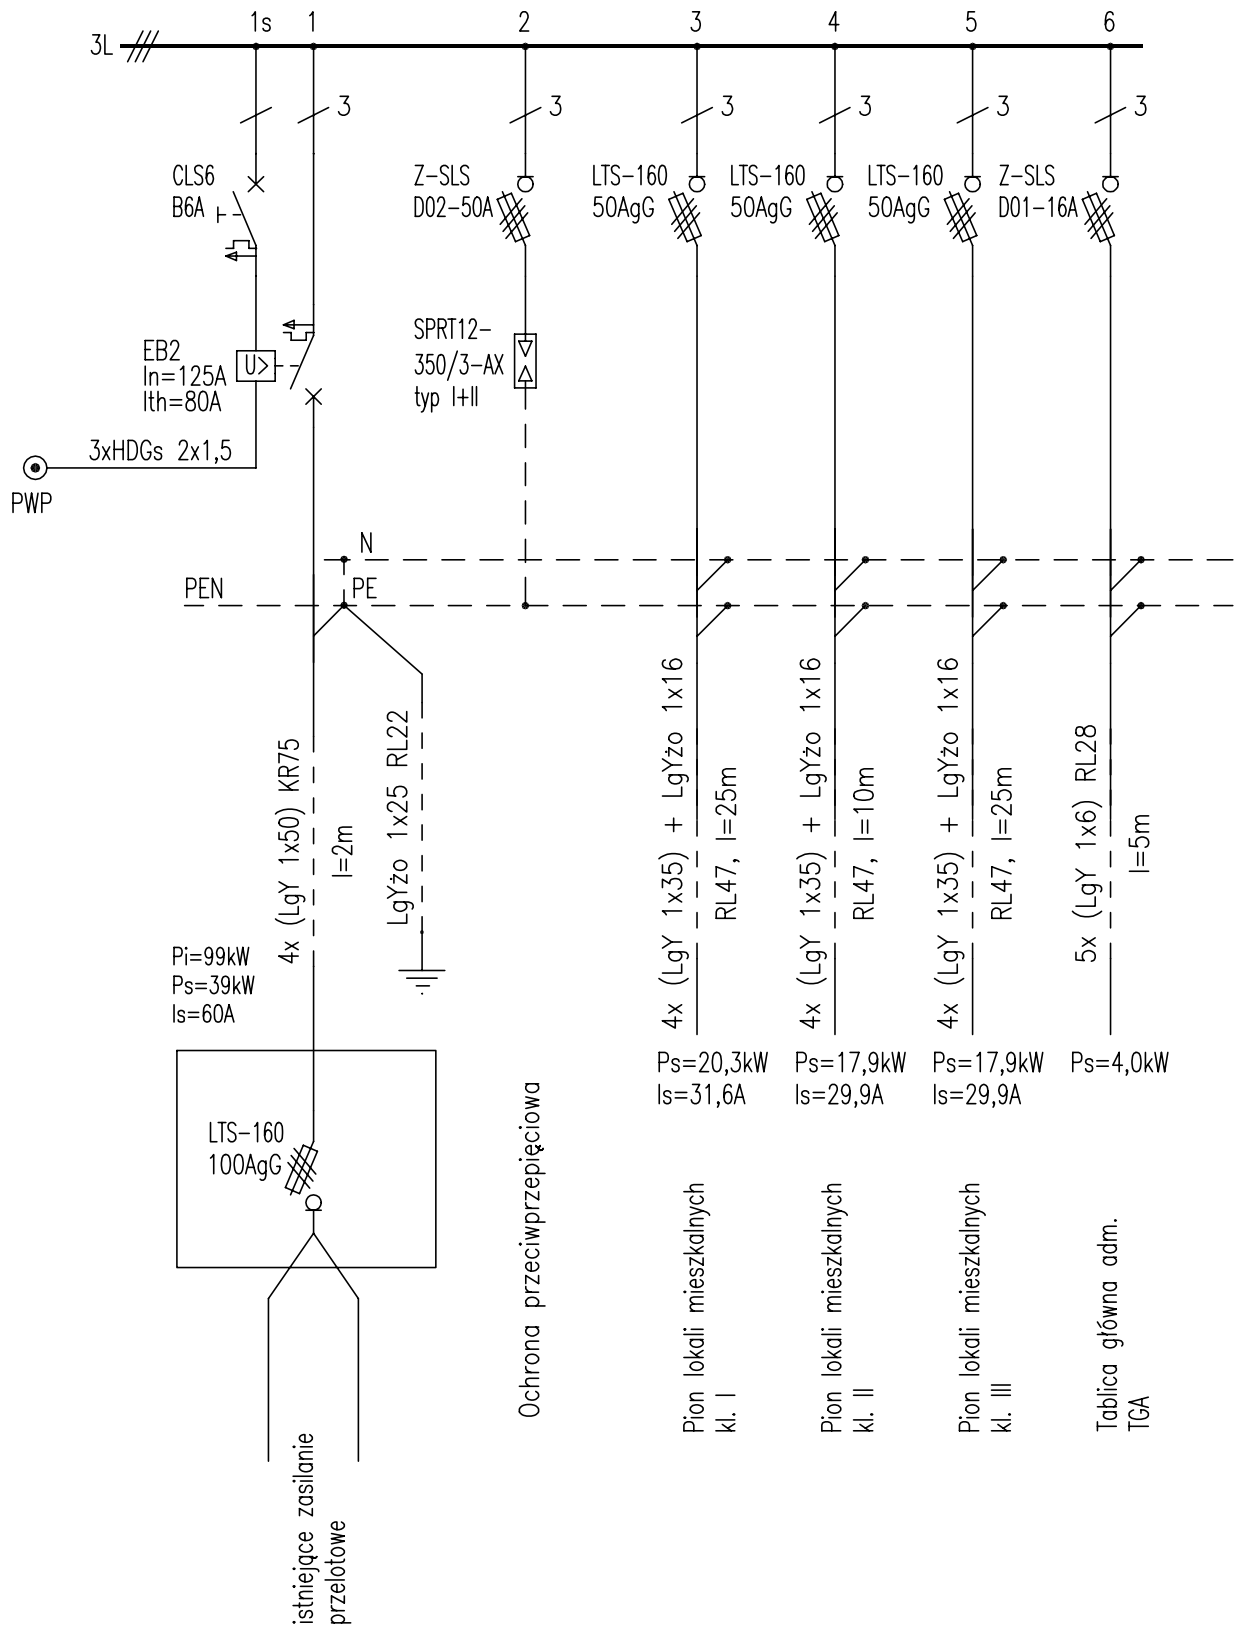 1s
1
2
3
4
5
6
3L
3
3
3
3
3
3
CLS6
B6A
Z-SLS
D02-50A
LTS-160
50AgG
LTS-160
50AgG
LTS-160
50AgG
Z-SLS
D01-16A
EB2
In=125A
Ith=80A
U>
SPRT12-
350/3-AX
typ I+II
3xHDGs 2x1,5
PWP
N
PEN
PE
4x (LgY 1x50) KR75
l=2m
LgYżo 1x25 RL22
4x (LgY 1x35) + LgYżo 1x16
RL47, l=25m
4x (LgY 1x35) + LgYżo 1x16
RL47, l=10m
4x (LgY 1x35) + LgYżo 1x16
RL47, l=25m
5x (LgY 1x6) RL28
l=5m
Pi=99kW
Ps=39kW
Is=60A
Ps=20,3kW
Is=31,6A
Ps=17,9kW
Is=29,9A
Ps=17,9kW
Is=29,9A
Ps=4,0kW
LTS-160
100AgG
istniejące zasilanie
przelotowe
Ochrona przeciwprzepięciowa
Pion lokali mieszkalnych
kl. I
Pion lokali mieszkalnych
kl. II
Pion lokali mieszkalnych
kl. III
Tablica główna adm.
TGA